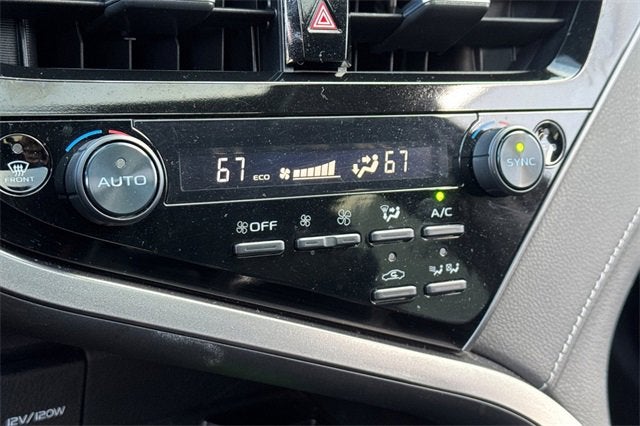 67 ECO 67
FRONT AUTO SYNC
OFF A/C
12V/120W